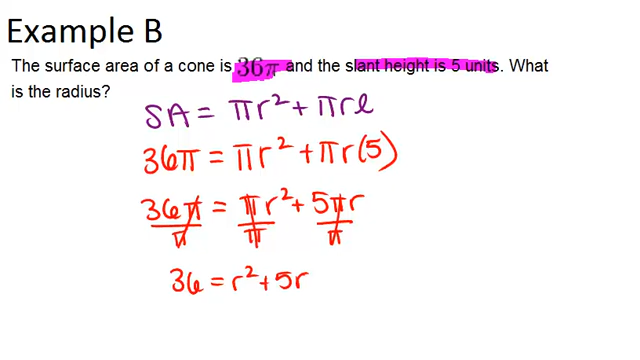 Example B
The surface area of a cone is 36π and the slant height is 5 units. What
is the radius?
SA = πr² + πrl
36π = πr² + πr(5)
36π/π = πr²/π + 5πr/π
36 = r² + 5r